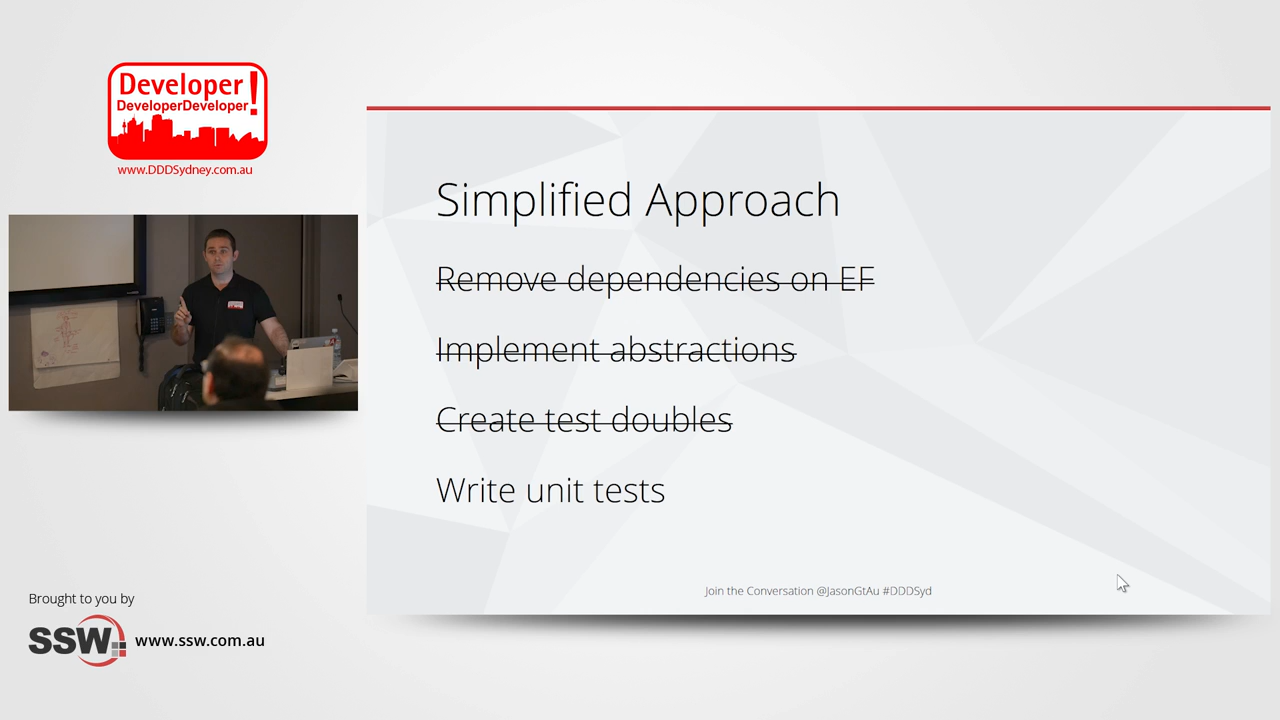 Developer!
DeveloperDeveloper
www.DDDSydney.com.au
Simplified Approach
Remove dependencies on EF
Implement abstractions
Create test doubles
Write unit tests
Join the Conversation @JasonGtAu #DDDSyd
Brought to you by
SSW
www.ssw.com.au